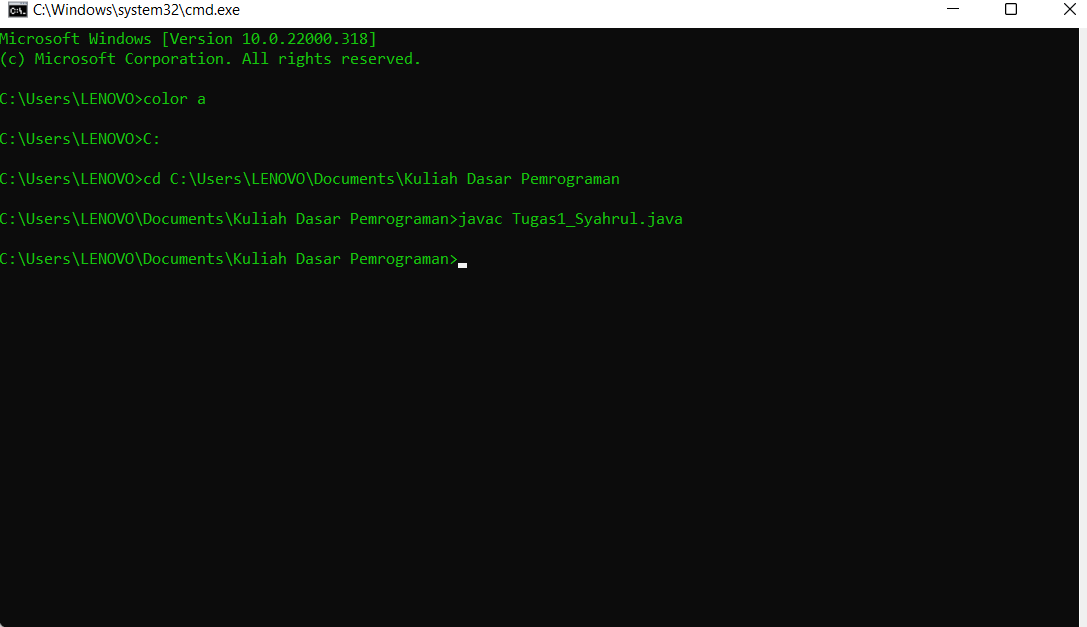 C:\Windows\system32\cmd.exe
Microsoft Windows [Version 10.0.22000.318]
(c) Microsoft Corporation. All rights reserved.
C:\Users\LENOVO>color a
C:\Users\LENOVO>C:
C:\Users\LENOVO>cd C:\Users\LENOVO\Documents\Kuliah Dasar Pemrograman
C:\Users\LENOVO\Documents\Kuliah Dasar Pemrograman>javac Tugas1_Syahrul.java
C:\Users\LENOVO\Documents\Kuliah Dasar Pemrograman>